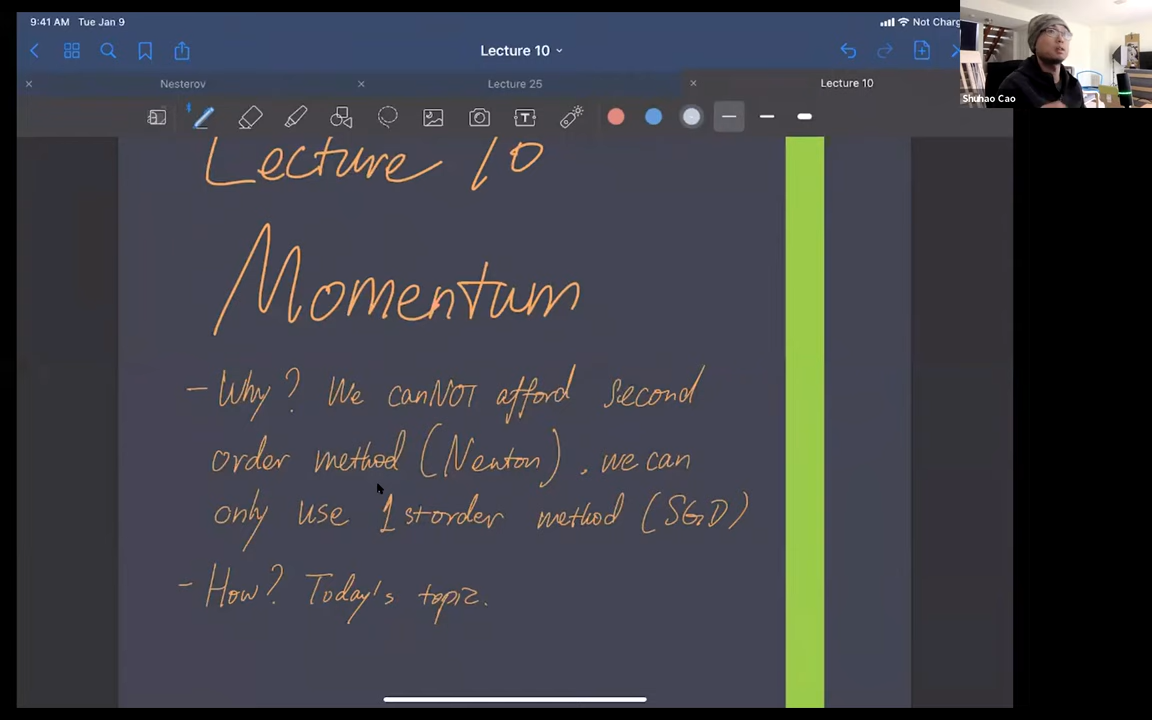 9:41 AM Tue Jan 9
Not Charg
Lecture 10
Nesterov
Lecture 25
Lecture 10
Shuhao Cao
Lecture 10
Momentum
- Why? We canNOT afford second
order method (Newton), we can
only use 1st order method (SGD)
- How? Today's topic.